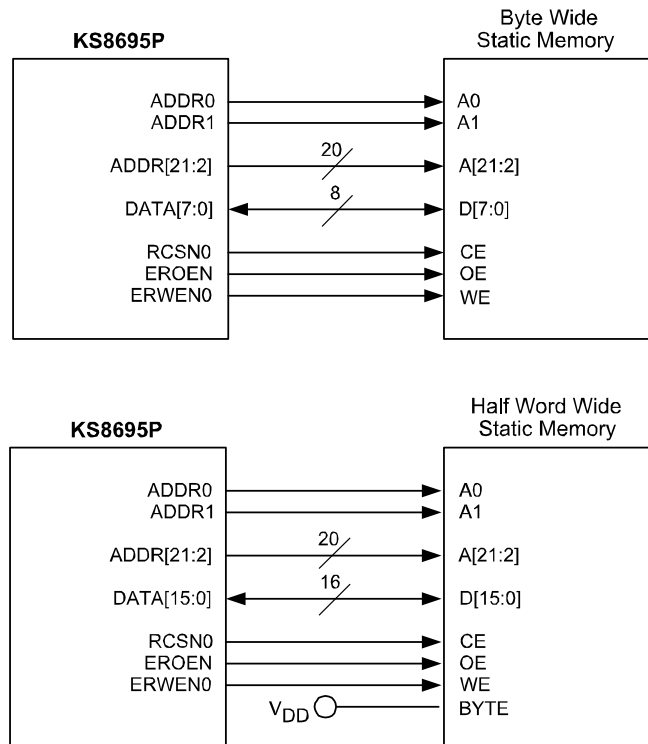 Byte Wide
Static Memory
KS8695P
ADDR0
A0
ADDR1
A1
ADDR[21:2]
20
A[21:2]
DATA[7:0]
8
D[7:0]
RCSN0
CE
EROEN
OE
ERWEN0
WE
Half Word Wide
Static Memory
KS8695P
ADDR0
A0
ADDR1
A1
ADDR[21:2]
20
A[21:2]
DATA[15:0]
16
D[15:0]
RCSN0
CE
EROEN
OE
ERWEN0
WE
VDD
BYTE